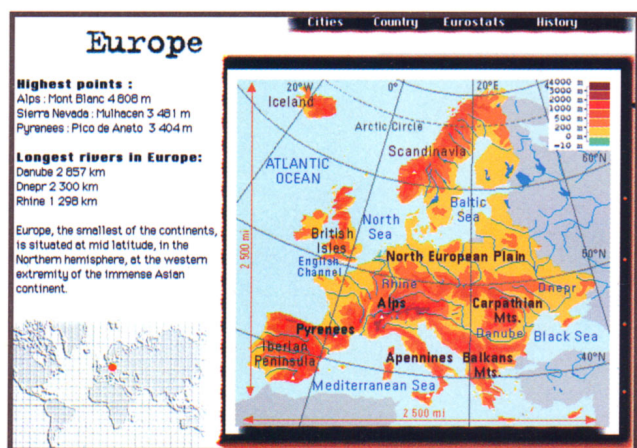 Cities Country Eurostats History
Europe
Highest points :
Alps : Mont Blanc 4 808 m
Sierra Nevada : Mulhacen 3 481 m
Pyrenees : Pico de Aneto 3 404 m
Longest rivers in Europe:
Danube 2 857 km
Dnepr 2 300 km
Rhine 1 298 km
Europe, the smallest of the continents,
is situated at mid latitude, in the
Northern hemisphere, at the western
extremity of the immense Asian
continent.
20°W
0°
20°E
4000 m
3000 m
2000 m
1000 m
500 m
200 m
0 m
-10 m
Iceland
Arctic Circle
Scandinavia
60°N
ATLANTIC
OCEAN
Baltic
Sea
North
Sea
British
Isles
50°N
English
Channel
North European Plain
Rhine
Dnepr
Alps
Carpathian
Mts.
Pyrenees
Danube
Black Sea
Iberian
Peninsula
Apennines
Balkans
Mts.
40°N
Mediterranean Sea
2 500 mi
2 500 mi